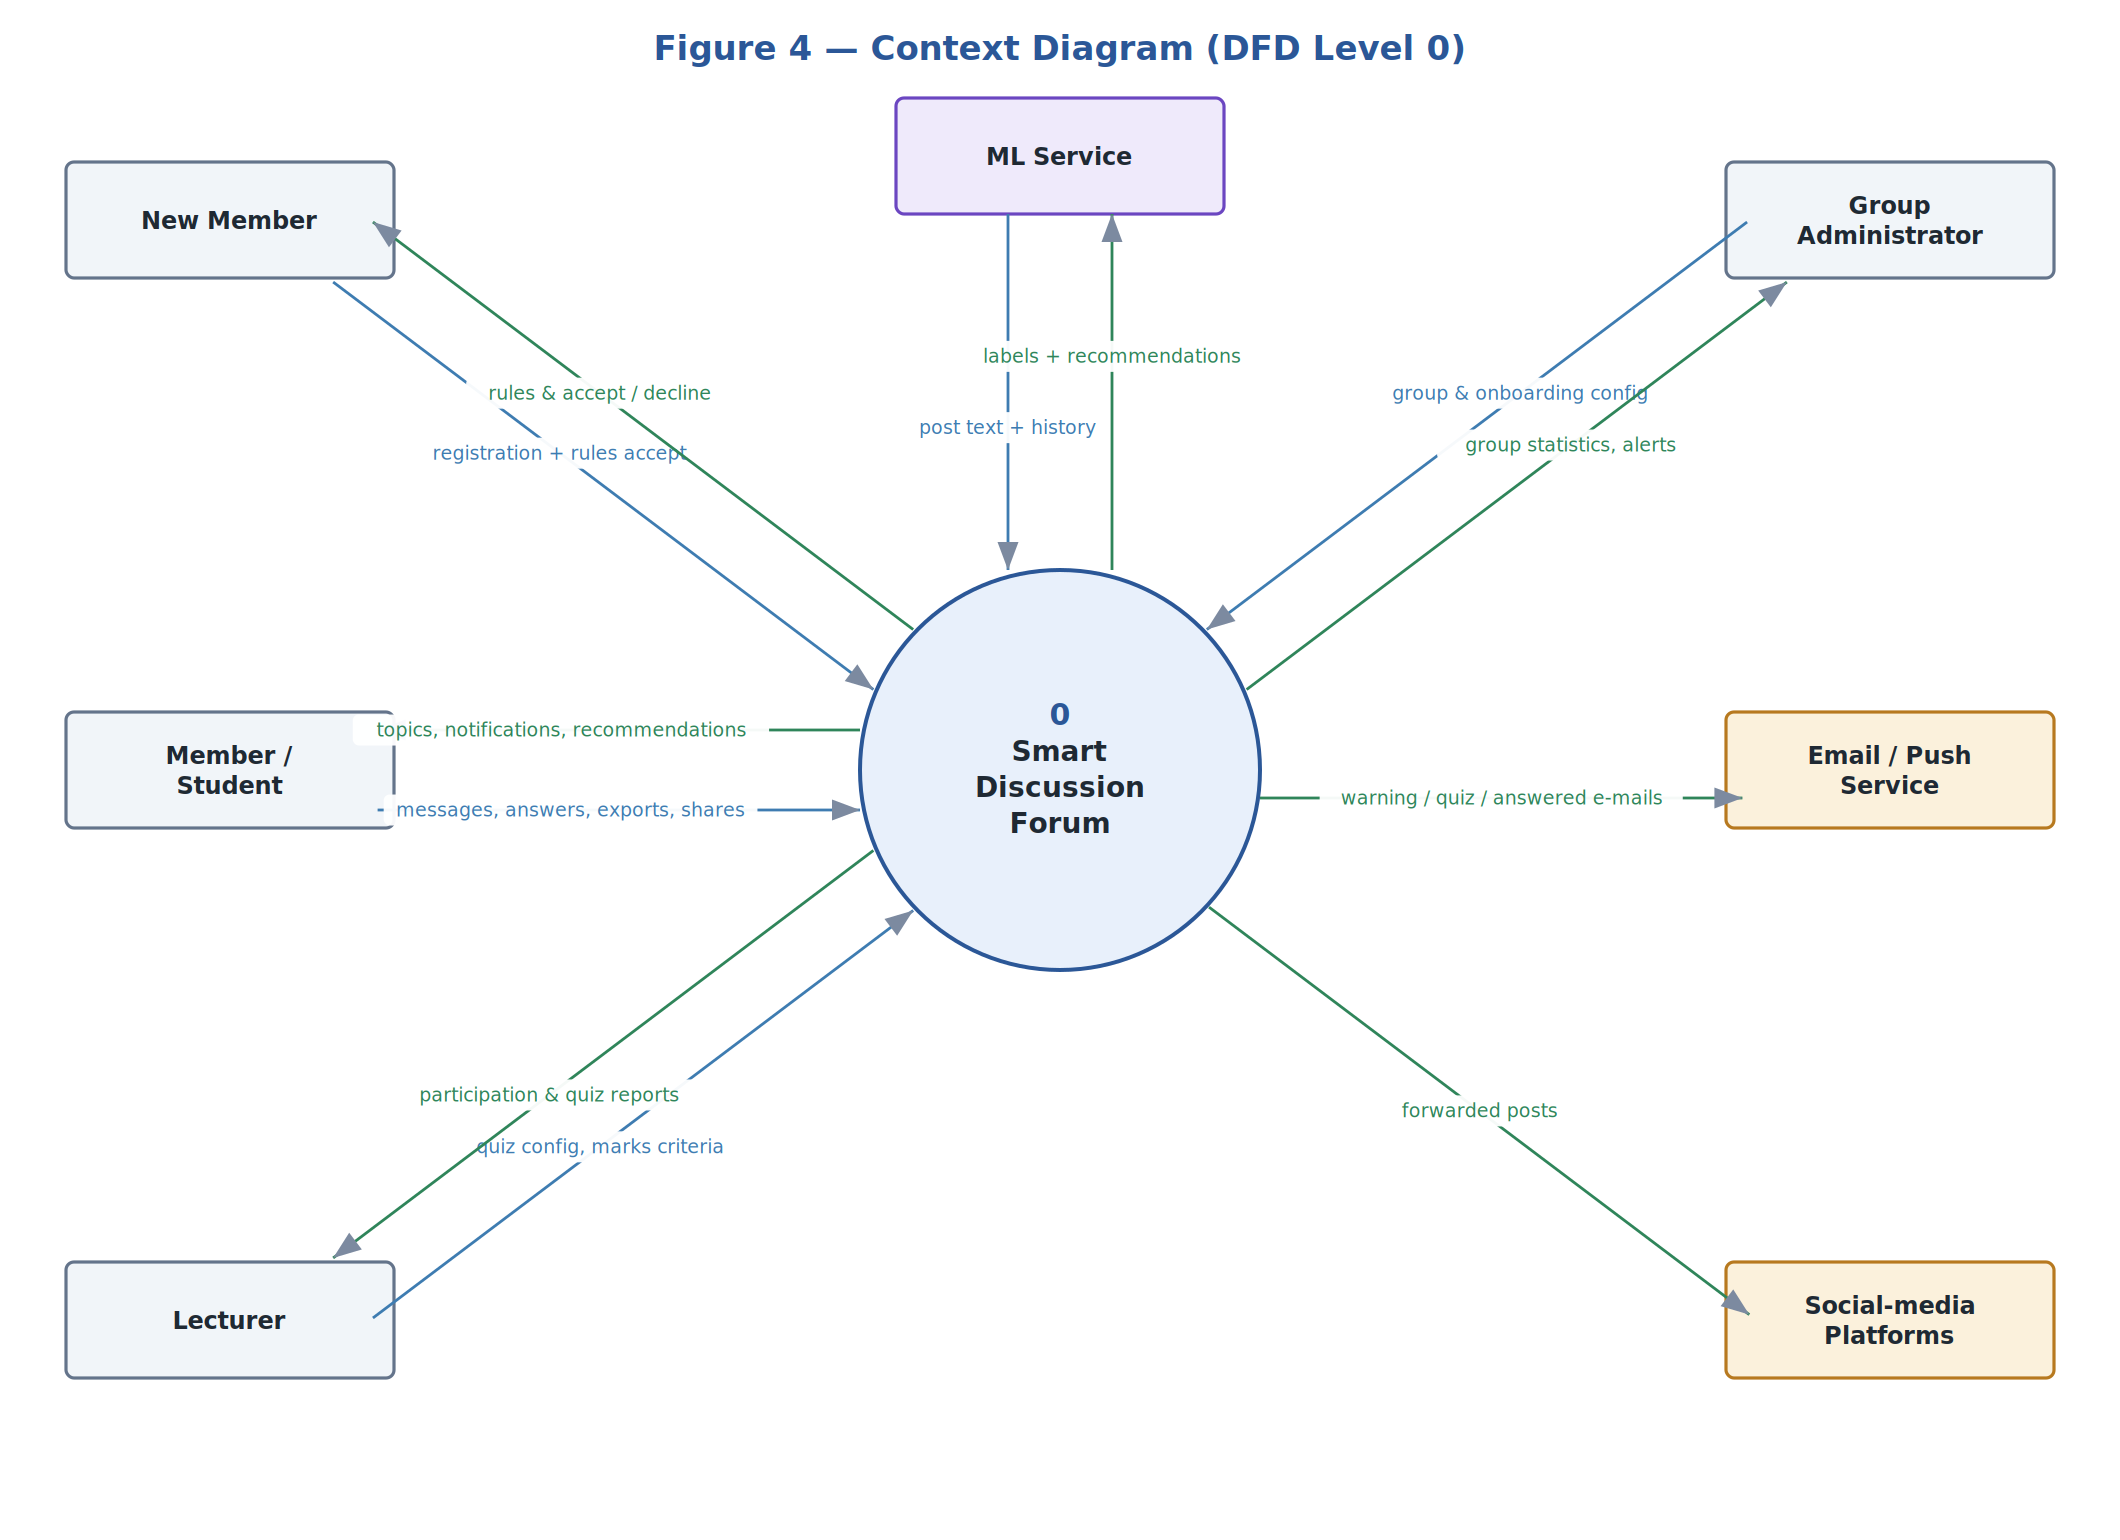 Figure 4 — Context Diagram (DFD Level 0)
ML Service
New Member
Group
Administrator
labels + recommendations
rules & accept / decline
group & onboarding config
post text + history
group statistics, alerts
registration + rules accept
0
Smart
Discussion
Forum
topics, notifications, recommendations
Member /
Student
messages, answers, exports, shares
warning / quiz / answered e-mails
Email / Push
Service
participation & quiz reports
forwarded posts
quiz config, marks criteria
Lecturer
Social-media
Platforms